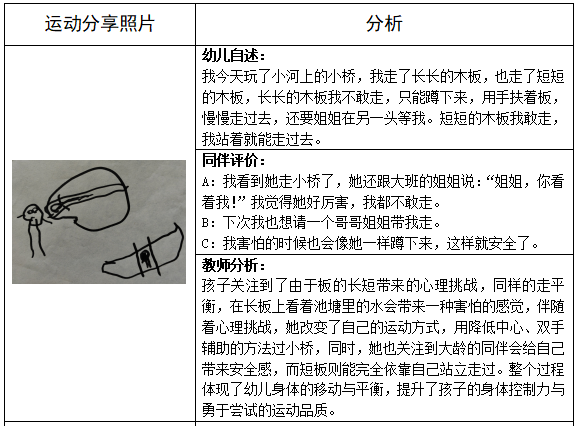 运动分享照片
分析
幼儿自述：
我今天玩了小河上的小桥，我走了长长的木板，也走了短短
的木板，长长的木板我不敢走，只能蹲下来，用手扶着板，
慢慢走过去，还要姐姐在另一头等我。短短的木板我敢走，
我站着就能走过去。
同伴评价：
A：我看到她走小桥了，她还跟大班的姐姐说：“姐姐，你看
着我！”我觉得她好厉害，我都不敢走。
B：下次我也想请一个哥哥姐姐带我走。
C：我害怕的时候也会像她一样蹲下来，这样就安全了。
教师分析：
孩子关注到了由于板的长短带来的心理挑战，同样的走平
衡，在长板上看着池塘里的水会带来一种害怕的感觉，伴随
着心理挑战，她改变了自己的运动方式，用降低中心、双手
辅助的方法过小桥，同时，她也关注到大龄的同伴会给自己
带来安全感，而短板则能完全依靠自己站立走过。整个过程
体现了幼儿身体的移动与平衡，提升了孩子的身体控制力与
勇于尝试的运动品质。